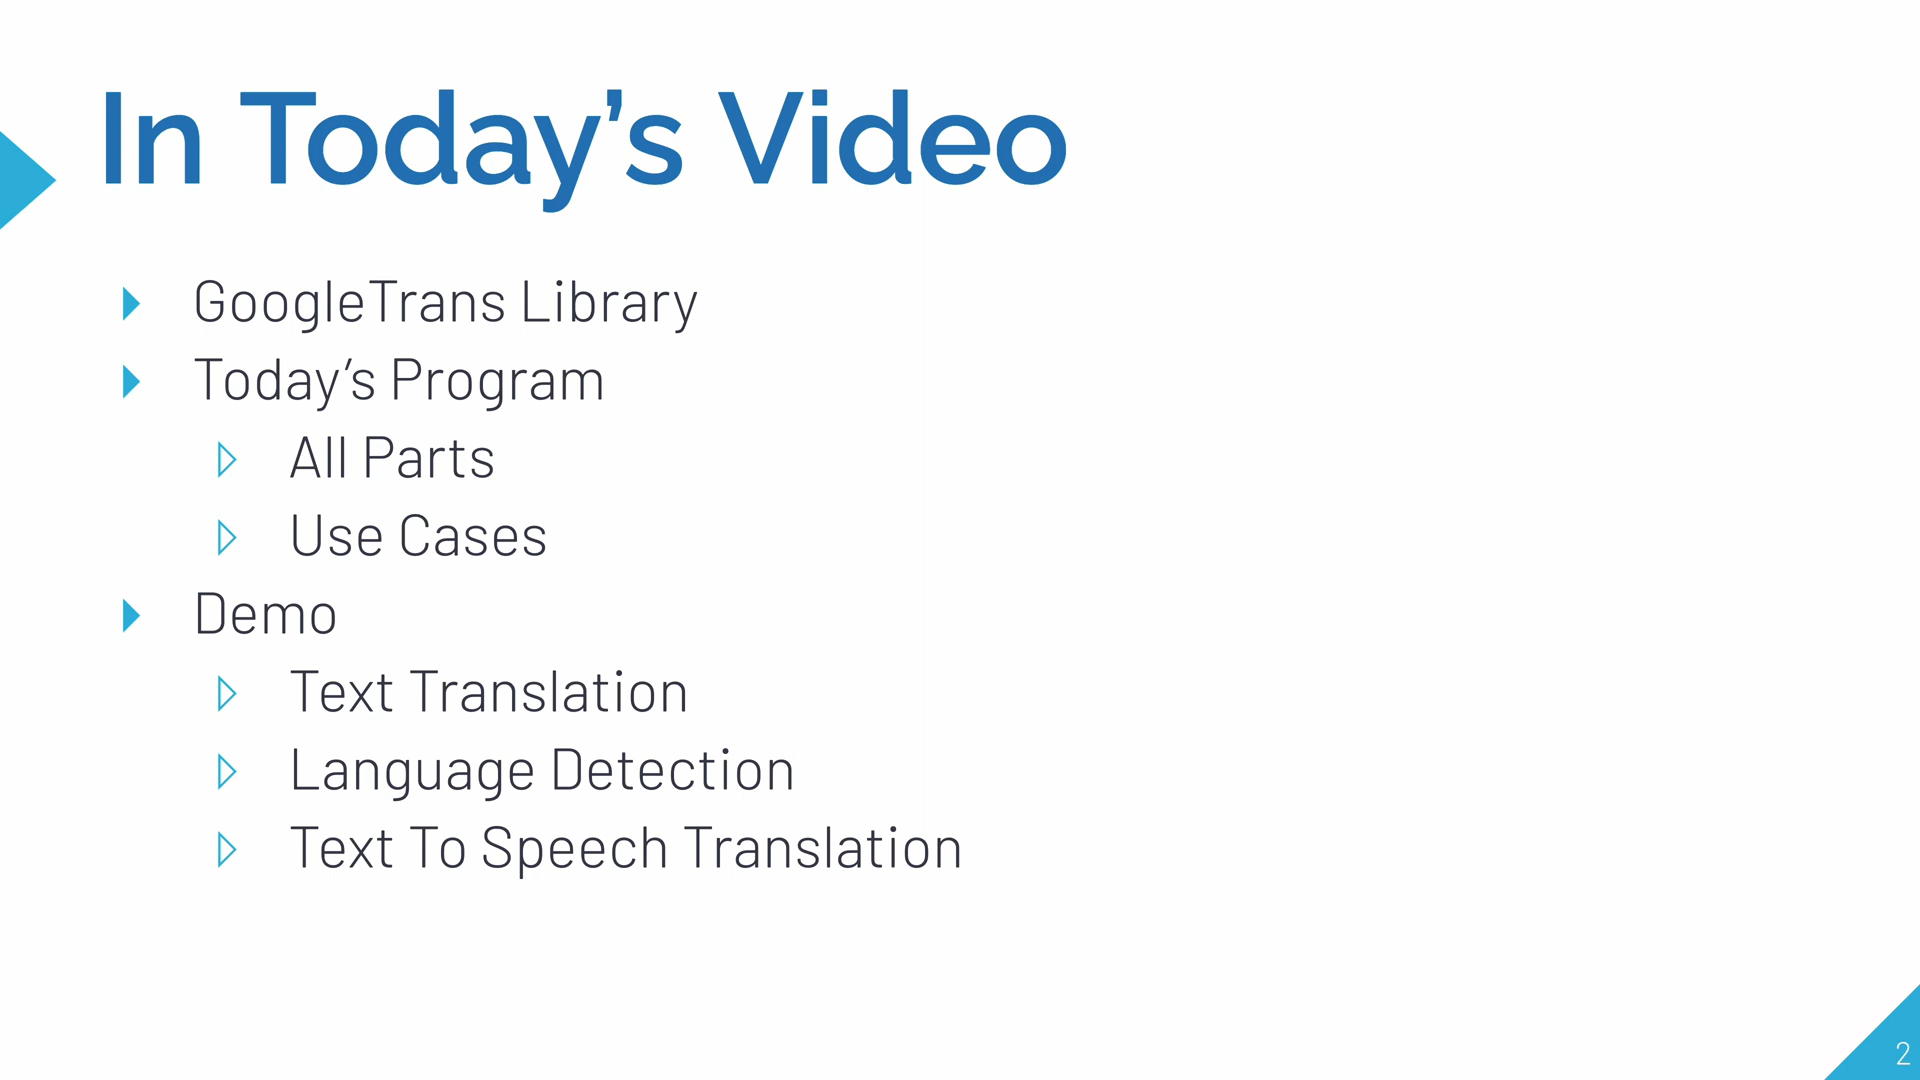 In Today’s Video
GoogleTrans Library
Today’s Program
All Parts
Use Cases
Demo
Text Translation
Language Detection
Text To Speech Translation
2